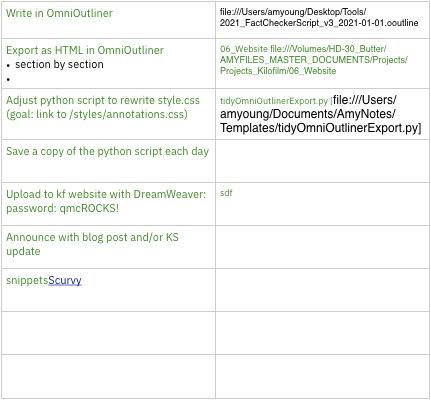 Write in OmniOutliner
file:///Users/amyoung/Desktop/Tools/
2021_FactCheckerScript_v3_2021-01-01.ooutline
Export as HTML in OmniOutliner
• section by section
•
06_Website file:///Volumes/HD-30_Butter/
AMYFILES_MASTER_DOCUMENTS/Projects/
Projects_Kilofilm/06_Website
Adjust python script to rewrite style.css
(goal: link to /styles/annotations.css)
tidyOmniOutlinerExport.py [file:///Users/
amyoung/Documents/AmyNotes/
Templates/tidyOmniOutlinerExport.py]
Save a copy of the python script each day
Upload to kf website with DreamWeaver:
password: qmcROCKS!
sdf
Announce with blog post and/or KS
update
snippetsScurvy